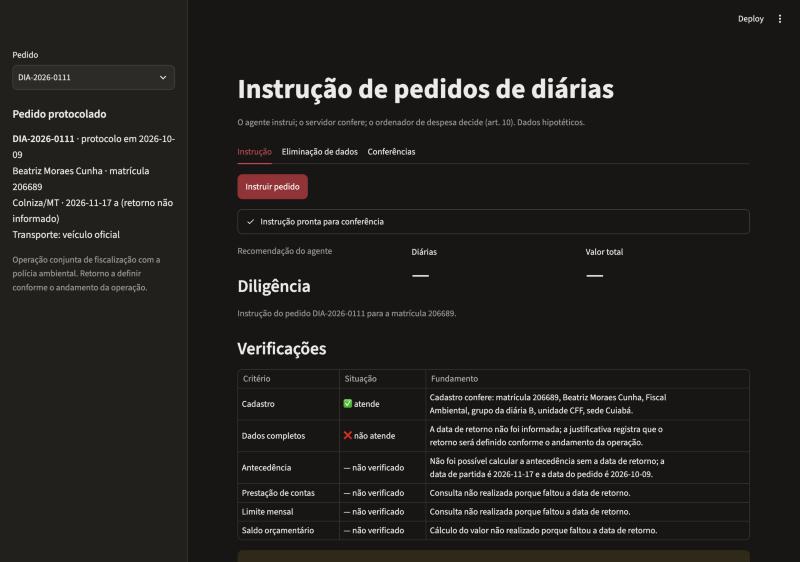 Deploy
Pedido
DIA-2026-0111
Pedido protocolado
DIA-2026-0111 · protocolo em 2026-10-
09
Beatriz Moraes Cunha · matrícula
206689
Colniza/MT · 2026-11-17 a (retorno não
informado)
Transporte: veículo oficial
Operação conjunta de fiscalização com a
polícia ambiental. Retorno a definir
conforme o andamento da operação.
Instrução de pedidos de diárias
O agente instrui; o servidor confere; o ordenador de despesa decide (art. 10). Dados hipotéticos.
Instrução Eliminação de dados Conferências
Instruir pedido
Instrução pronta para conferência
Recomendação do agente Diárias Valor total
Diligência — —
Instrução do pedido DIA-2026-0111 para a matrícula 206689.
Verificações
Critério Situação Fundamento
Cadastro ✅ atende Cadastro confere: matrícula 206689, Beatriz Moraes Cunha, Fiscal
Ambiental, grupo da diária B, unidade CFF, sede Cuiabá.
Dados completos ❌ não atende A data de retorno não foi informada; a justificativa registra que o
retorno será definido conforme o andamento da operação.
Antecedência — não verificado Não foi possível calcular a antecedência sem a data de retorno; a
data de partida é 2026-11-17 e a data do pedido é 2026-10-09.
Prestação de contas — não verificado Consulta não realizada porque faltou a data de retorno.
Limite mensal — não verificado Consulta não realizada porque faltou a data de retorno.
Saldo orçamentário — não verificado Cálculo do valor não realizado porque faltou a data de retorno.